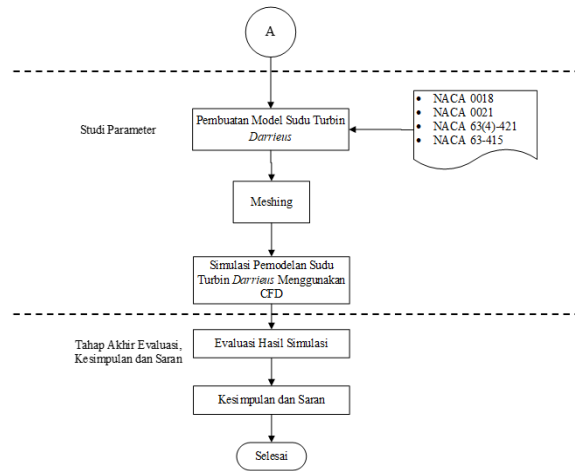 A
Studi Parameter
Pembuatan Model Sudu Turbin
Darrieus
• NACA 0018
• NACA 0021
• NACA 63(4)-421
• NACA 63-415
Meshing
Simulasi Pemodelan Sudu
Turbin Darrieus Menggunakan
CFD
Tahap Akhir Evaluasi,
Kesimpulan dan Saran
Evaluasi Hasil Simulasi
Kesimpulan dan Saran
Selesai